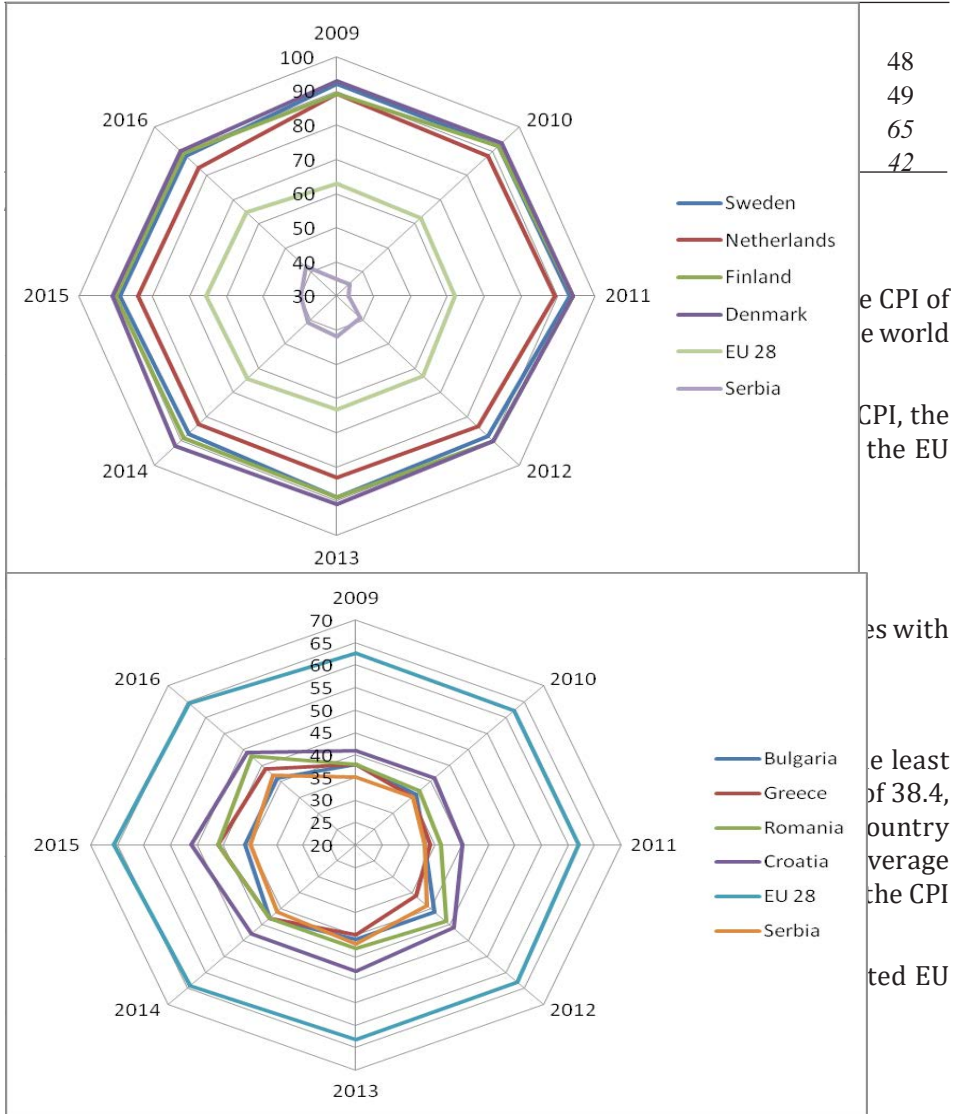 48
49
65
42
2009
100
90
80
70
60
50
40
30
2010
2011
2012
2013
2014
2015
2016
Sweden
Netherlands
Finland
Denmark
EU 28
Serbia
e CPI of
e world
CPI, the
the EU
2009
70
65
60
55
50
45
40
35
30
25
20
2010
2011
2012
2013
2014
2015
2016
Bulgaria
Greece
Romania
Croatia
EU 28
Serbia
es with
e least
of 38.4,
ountry
verage
the CPI
ted EU